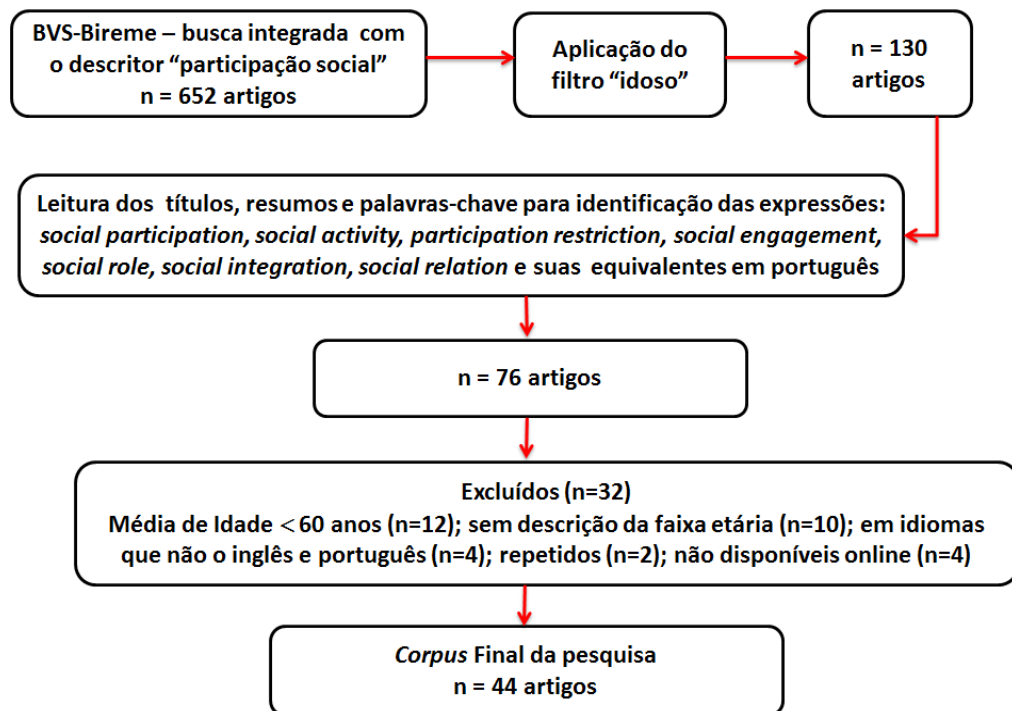 BVS-Bireme – busca integrada com
o descritor “participação social”
n = 652 artigos
Aplicação do
filtro “idoso”
n = 130
artigos
Leitura dos títulos, resumos e palavras-chave para identificação das expressões:
social participation, social activity, participation restriction, social engagement,
social role, social integration, social relation e suas equivalentes em português
n = 76 artigos
Excluídos (n=32)
Média de Idade < 60 anos (n=12); sem descrição da faixa etária (n=10); em idiomas
que não o inglês e português (n=4); repetidos (n=2); não disponíveis online (n=4)
Corpus Final da pesquisa
n = 44 artigos